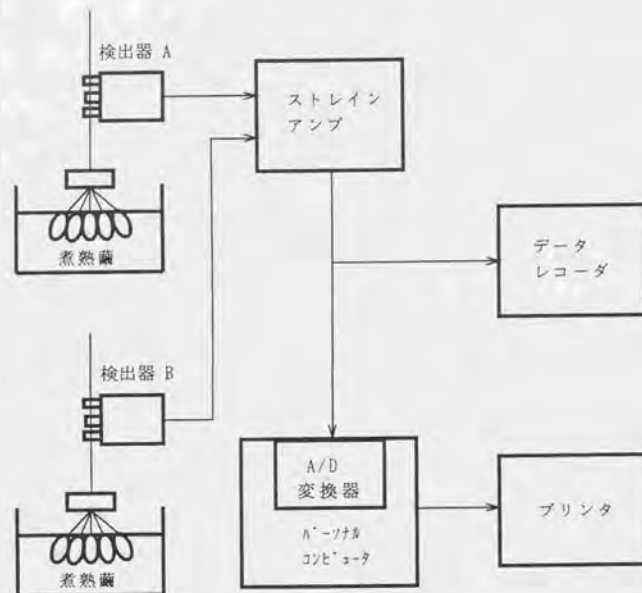 検出器 A
ストレイン
アンプ
煮熟繭
データ
レコーダ
検出器 B
A/D
変換器
パーソナル
コンピュータ
プリンタ
煮熟繭